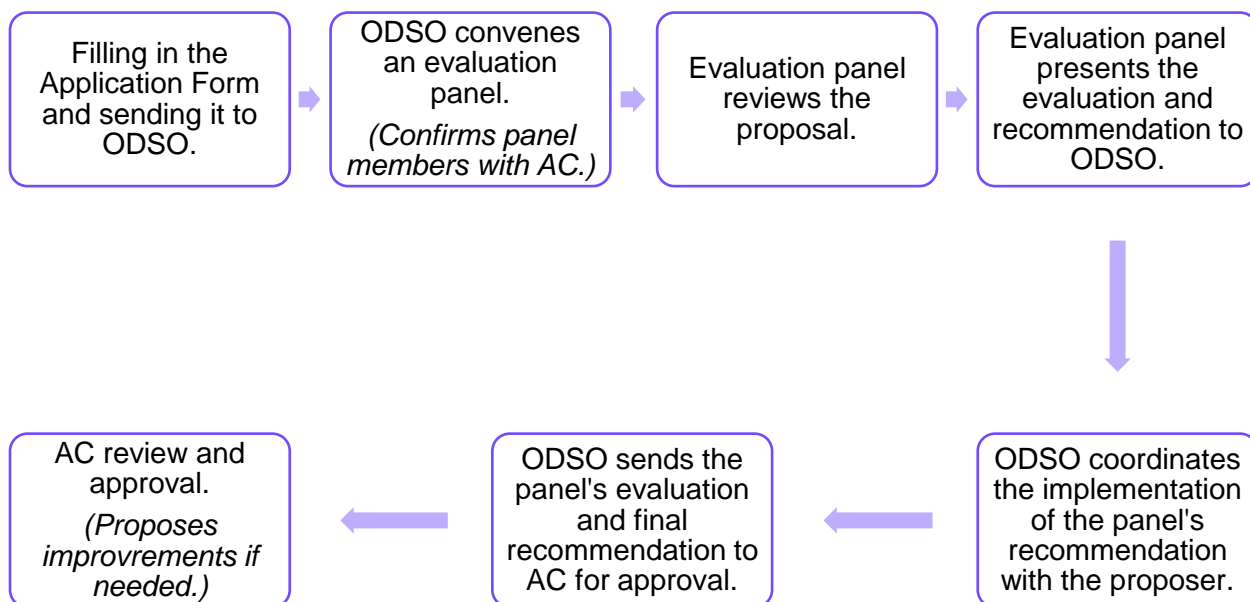 Filling in the
Application Form
and sending it to
ODSO.
ODSO convenes
an evaluation
panel.
(Confirms panel
members with AC.)
Evaluation panel
reviews the
proposal.
Evaluation panel
presents the
evaluation and
recommendation to
ODSO.
ODSO coordinates
the implementation
of the panel's
recommendation
with the proposer.
ODSO sends the
panel's evaluation
and final
recommendation to
AC for approval.
AC review and
approval.
(Proposes
improvrements if
needed.)